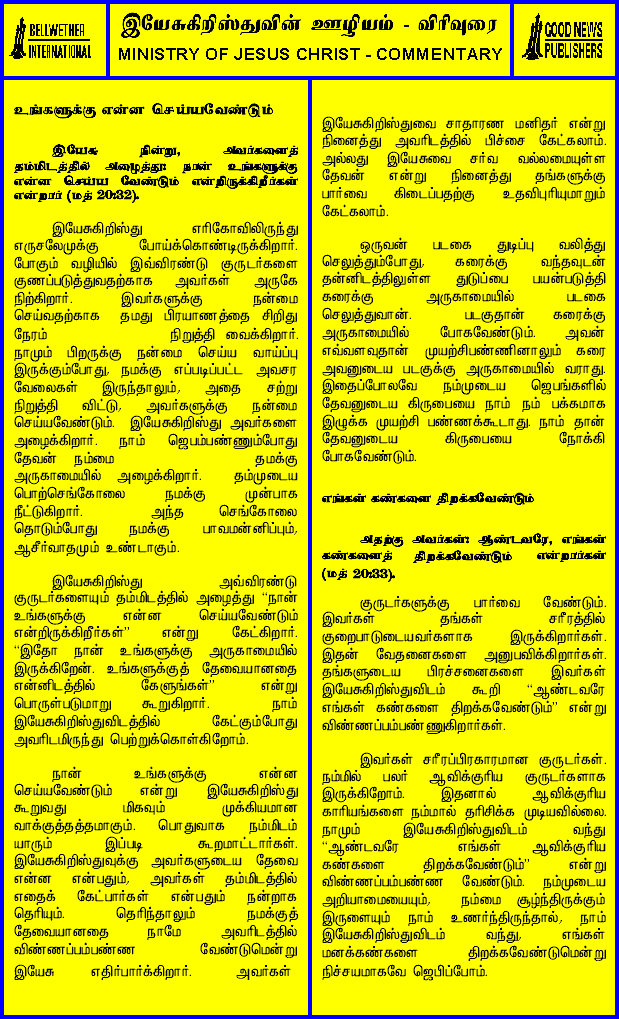 BELLWETHER
INTERNATIONAL
இயேசுகிறிஸ்துவின் ஊழியம் - விரிவுரை
MINISTRY OF JESUS CHRIST - COMMENTARY
GOOD NEWS
PUBLISHERS
உங்களுக்கு என்ன செய்யவேண்டும்
இயேசு நின்று, அவர்களைத்
தம்மிடத்தில் அழைத்து: நான் உங்களுக்கு
என்ன செய்ய வேண்டும் என்றிருக்கிறீர்கள்
என்றார் (மத் 20:32).
இயேசுகிறிஸ்து எரிகோவிலிருந்து
எருசலேமுக்கு போய்க்கொண்டிருக்கிறார்.
போகும் வழியில் இவ்விரண்டு குருடர்களை
குணப்படுத்துவதற்காக அவர்கள் அருகே
நிற்கிறார். இவர்களுக்கு நன்மை
செய்வதற்காக தமது பிரயாணத்தை சிறிது
நேரம் நிறுத்தி வைக்கிறார்.
நாமும் பிறருக்கு நன்மை செய்ய வாய்ப்பு
இருக்கும்போது, நமக்கு எப்படிப்பட்ட அவசர
வேலைகள் இருந்தாலும், அதை சற்று
நிறுத்தி விட்டு, அவர்களுக்கு நன்மை
செய்யவேண்டும். இயேசுகிறிஸ்து அவர்களை
அழைக்கிறார். நாம் ஜெபம்பண்ணும்போது
தேவன் நம்மை தமக்கு
அருகாமையில் அழைக்கிறார். தம்முடைய
பொற்செங்கோலை நமக்கு முன்பாக
நீட்டுகிறார். அந்த செங்கோலை
தொடும்போது நமக்கு பாவமன்னிப்பும்,
ஆசீர்வாதமும் உண்டாகும்.
இயேசுகிறிஸ்து அவ்விரண்டு
குருடர்களையும் தம்மிடத்தில் அழைத்து “நான்
உங்களுக்கு என்ன செய்யவேண்டும்
என்றிருக்கிறீர்கள்” என்று கேட்கிறார்.
“இதோ நான் உங்களுக்கு அருகாமையில்
இருக்கிறேன். உங்களுக்குத் தேவையானதை
என்னிடத்தில் கேளுங்கள்” என்று
பொருள்படுமாறு கூறுகிறார். நாம்
இயேசுகிறிஸ்துவிடத்தில் கேட்கும்போது
அவரிடமிருந்து பெற்றுக்கொள்கிறோம்.
நான் உங்களுக்கு என்ன
செய்யவேண்டும் என்று இயேசுகிறிஸ்து
கூறுவது மிகவும் முக்கியமான
வாக்குத்தத்தமாகும். பொதுவாக நம்மிடம்
யாரும் இப்படி கூறமாட்டார்கள்.
இயேசுகிறிஸ்துவுக்கு அவர்களுடைய தேவை
என்ன என்பதும், அவர்கள் தம்மிடத்தில்
எதைக் கேட்பார்கள் என்பதும் நன்றாக
தெரியும். தெரிந்தாலும் நமக்குத்
தேவையானதை நாமே அவரிடத்தில்
விண்ணப்பம்பண்ண வேண்டுமென்று
இயேசு எதிர்பார்க்கிறார். அவர்கள்
இயேசுகிறிஸ்துவை சாதாரண மனிதர் என்று
நினைத்து அவரிடத்தில் பிச்சை கேட்கலாம்.
அல்லது இயேசுவை சர்வ வல்லமையுள்ள
தேவன் என்று நினைத்து தங்களுக்கு
பார்வை கிடைப்பதற்கு உதவிபுரியுமாறும்
கேட்கலாம்.
ஒருவன் படகை துடிப்பு வலித்து
செலுத்தும்போது, கரைக்கு வந்தவுடன்
தன்னிடத்திலுள்ள துடுப்பை பயன்படுத்தி
கரைக்கு அருகாமையில் படகை
செலுத்துவான். படகுதான் கரைக்கு
அருகாமையில் போகவேண்டும். அவன்
எவ்வளவுதான் முயற்சிபண்ணினாலும் கரை
அவனுடைய படகுக்கு அருகாமையில் வராது.
இதைப்போலவே நம்முடைய ஜெபங்களில்
தேவனுடைய கிருபையை நாம் நம் பக்கமாக
இழுக்க முயற்சி பண்ணக்கூடாது. நாம் தான்
தேவனுடைய கிருபையை நோக்கி
போகவேண்டும்.
எங்கள் கண்களை திறக்கவேண்டும்
அதற்கு அவர்கள்: ஆண்டவரே, எங்கள்
கண்களைத் திறக்கவேண்டும் என்றார்கள்
(மத் 20:33).
குருடர்களுக்கு பார்வை வேண்டும்.
இவர்கள் தங்கள் சரீரத்தில்
குறைபாடுடையவர்களாக இருக்கிறார்கள்.
இதன் வேதனைகளை அனுபவிக்கிறார்கள்.
தங்களுடைய பிரச்சனைகளை இவர்கள்
இயேசுகிறிஸ்துவிடம் கூறி “ஆண்டவரே
எங்கள் கண்களை திறக்கவேண்டும்” என்று
விண்ணப்பம்பண்ணுகிறார்கள்.
இவர்கள் சரீரப்பிரகாரமான குருடர்கள்.
நம்மில் பலர் ஆவிக்குரிய குருடர்களாக
இருக்கிறோம். இதனால் ஆவிக்குரிய
காரியங்களை நம்மால் தரிசிக்க முடியவில்லை.
நாமும் இயேசுகிறிஸ்துவிடம் வந்து
“ஆண்டவரே எங்கள் ஆவிக்குரிய
கண்களை திறக்கவேண்டும்” என்று
விண்ணப்பம்பண்ண வேண்டும். நம்முடைய
அறியாமையையும், நம்மை சூழ்ந்திருக்கும்
இருளையும் நாம் உணர்ந்திருந்தால், நாம்
இயேசுகிறிஸ்துவிடம் வந்து, எங்கள்
மனக்கண்களை திறக்கவேண்டுமென்று
நிச்சயமாகவே ஜெபிப்போம்.